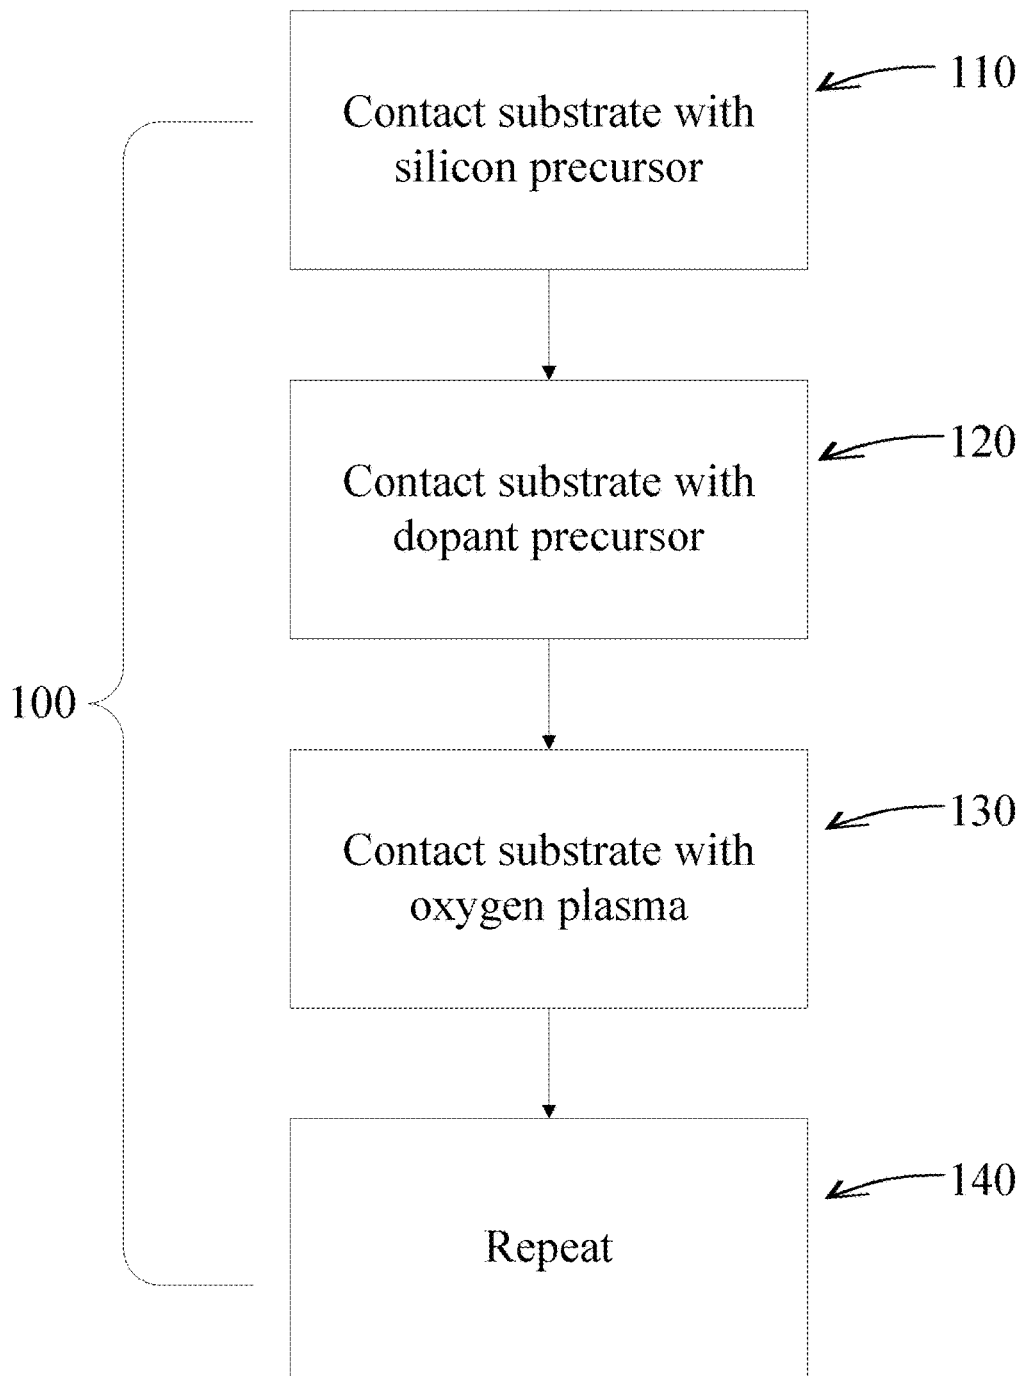 Contact substrate with
silicon precursor
110
Contact substrate with
dopant precursor
120
100
Contact substrate with
oxygen plasma
130
Repeat
140